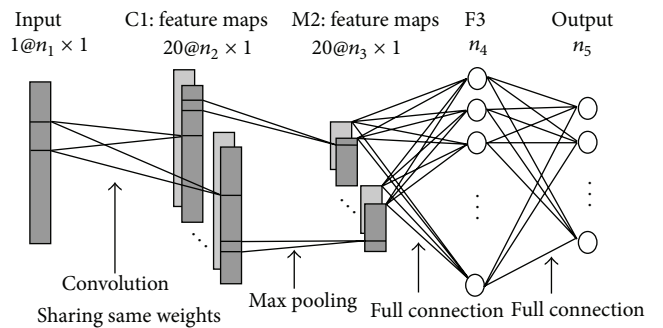 Input C1: feature maps M2: feature maps F3 Output
1@n₁ × 1 20@n₂ × 1 20@n₃ × 1 n₄ n₅
Convolution
Sharing same weights
Max pooling
Full connection
Full connection